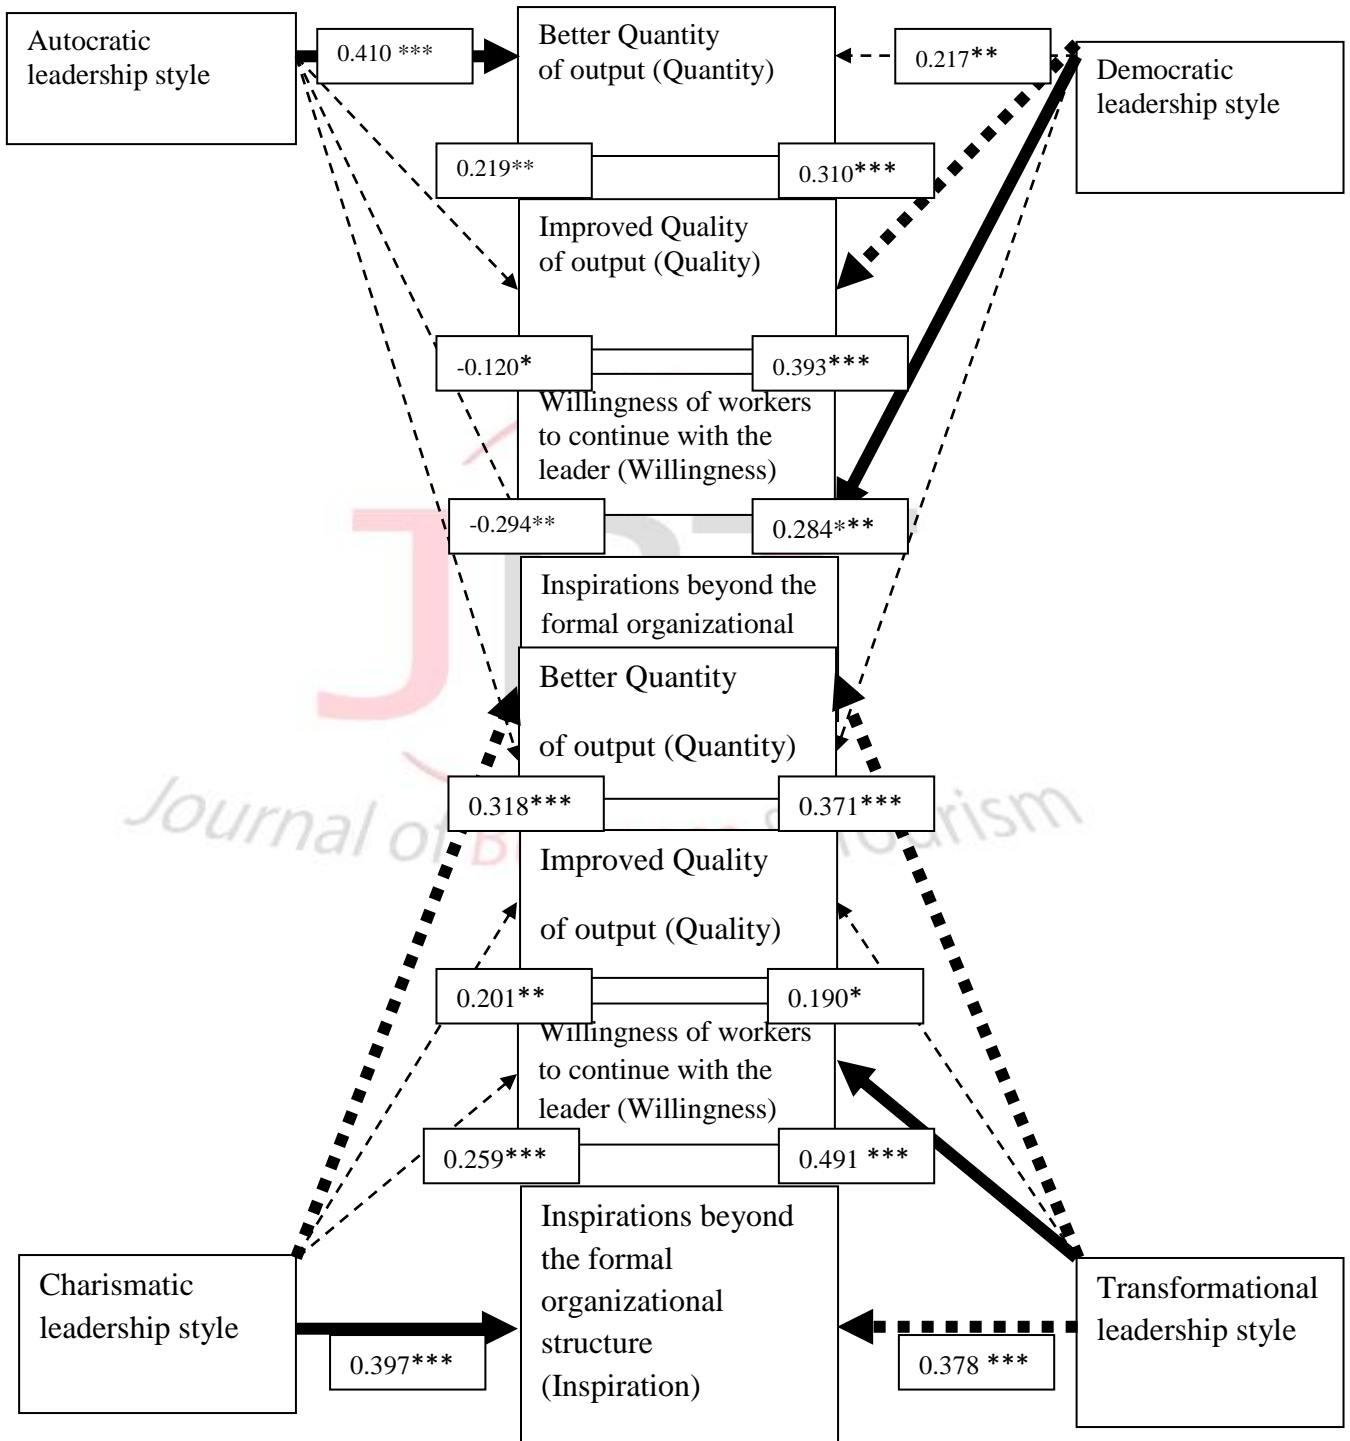 Autocratic
leadership style
0.410 ***
Better Quantity
of output (Quantity)
0.217**
Democratic
leadership style
0.219**
0.310***
Improved Quality
of output (Quality)
-0.120*
0.393***
Willingness of workers
to continue with the
leader (Willingness)
-0.294**
0.284***
Inspirations beyond the
formal organizational
Better Quantity
of output (Quantity)
0.318***
0.371***
Journal of B Tourism
Improved Quality
of output (Quality)
0.201**
0.190*
Willingness of workers
to continue with the
leader (Willingness)
0.259***
0.491 ***
Charismatic
leadership style
0.397***
Inspirations beyond
the formal
organizational
structure
(Inspiration)
0.378 ***
Transformational
leadership style